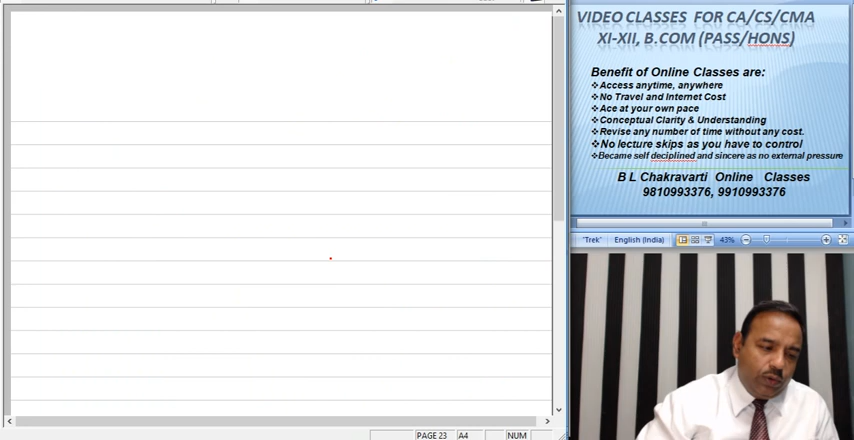 VIDEO CLASSES FOR CA/CS/CMA
XI-XII, B.COM (PASS/HONS)
Benefit of Online Classes are:
❖Access anytime, anywhere
❖No Travel and Internet Cost
❖Ace at your own pace
❖Conceptual Clarity & Understanding
❖Revise any number of time without any cost.
❖No lecture skips as you have to control
❖Became self deciplined and sincere as no external pressure
B L Chakravarti Online Classes
9810993376, 9910993376
"Trek" English (India) 43%
PAGE 23 A4 NUM